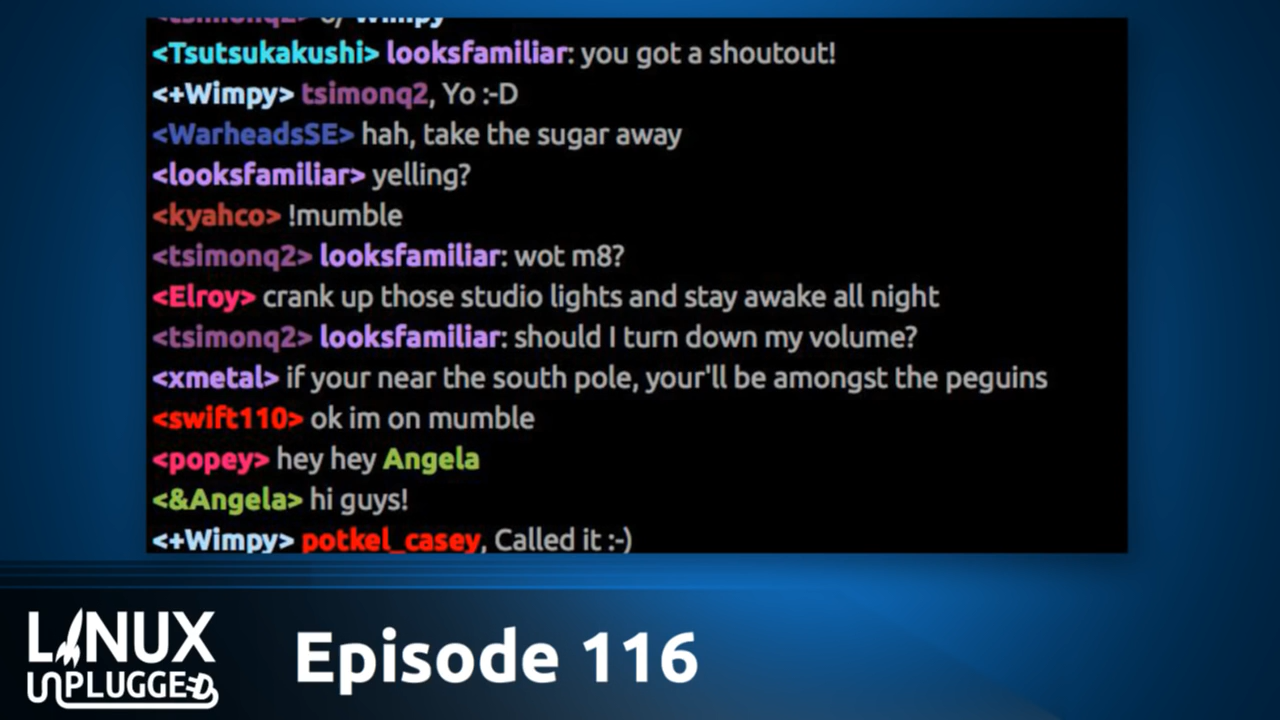 <tsimonq2> o/ Wimpy
<Tsutsukakushi> looksfamiliar: you got a shoutout!
<+Wimpy> tsimonq2, Yo :-D
<WarheadsSE> hah, take the sugar away
<looksfamiliar> yelling?
<kyahco> !mumble
<tsimonq2> looksfamiliar: wot m8?
<Elroy> crank up those studio lights and stay awake all night
<tsimonq2> looksfamiliar: should I turn down my volume?
<xmetal> if your near the south pole, your'll be amongst the peguins
<swift110> ok im on mumble
<popey> hey hey Angela
<&Angela> hi guys!
<+Wimpy> potkel_casey, Called it :-)
LINUX
UNPLUGGED
Episode 116